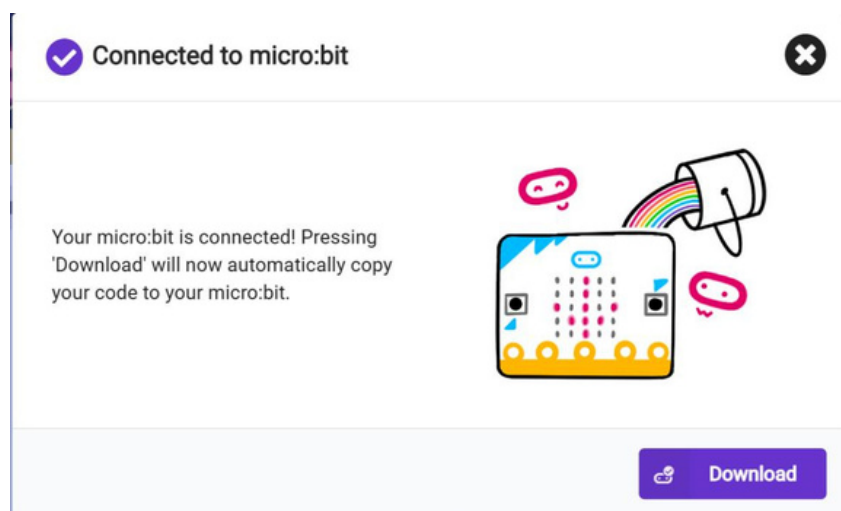 Connected to micro:bit
Your micro:bit is connected! Pressing
'Download' will now automatically copy
your code to your micro:bit.
Download